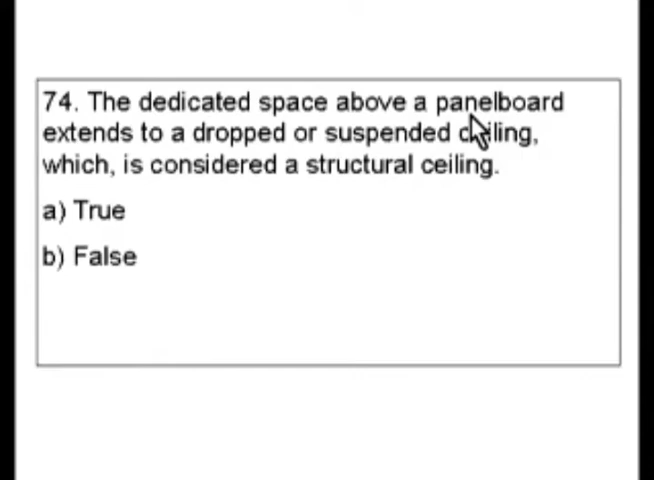 74. The dedicated space above a panelboard
extends to a dropped or suspended ceiling,
which, is considered a structural ceiling.
a) True
b) False